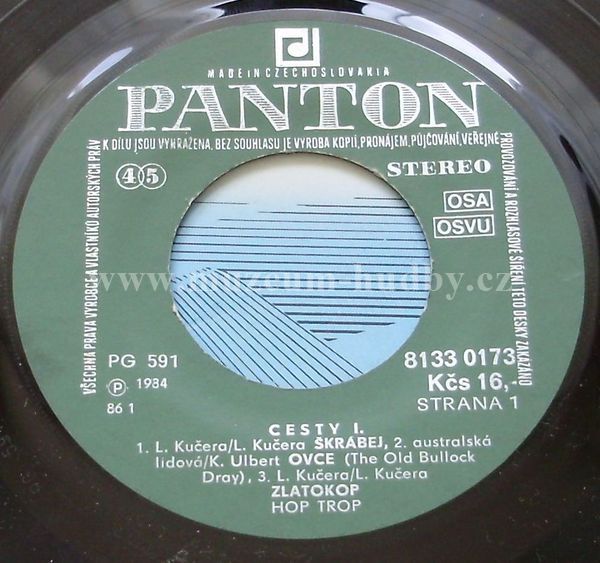 MADE IN CZECHOSLOVAKIA
PANTON
VŠECHNA PRÁVA VÝROBCE A VLASTNÍKŮ AUTORSKÝCH PRÁV K DÍLU JSOU VYHRAZENA. BEZ SOUHLASU JE VÝROBA KOPIÍ, PRONÁJEM, PŮJČOVÁNÍ, VEŘEJNÉ PROVOZOVÁNÍ A ROZHLASOVÉ ŠÍŘENÍ TÉTO DESKY ZAKÁZÁNO
45
STEREO
OSA
OSVU
www.muzeum-hudby.cz
PG 591
8133 0173
Ⓟ 1984
Kčs 16,-
86 1
STRANA 1
CESTY I.
1. L. Kučera/L. Kučera ŠKRÁBEJ, 2. australská
lidová/K. Ulbert OVCE (The Old Bullock
Dray), 3. L. Kučera/L. Kučera
ZLATOKOP
HOP TROP